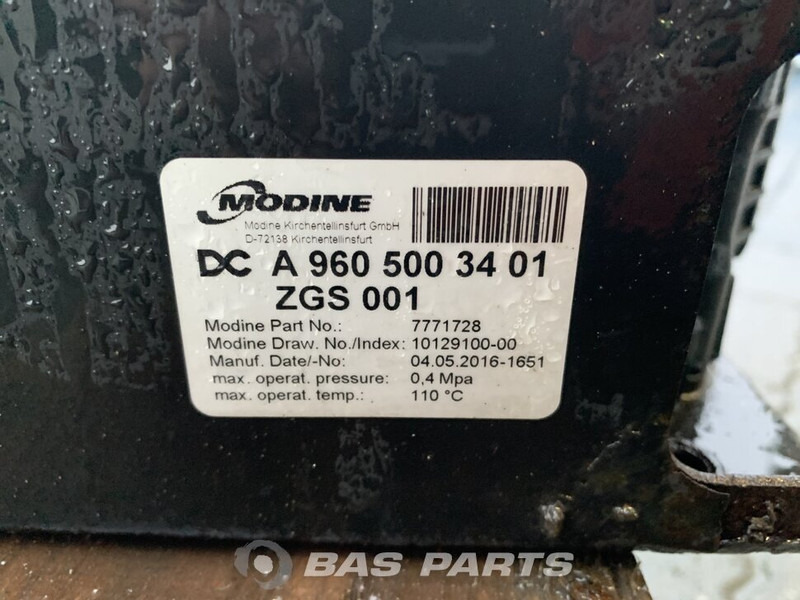 MODINE
Modine Kirchentellinsfurt GmbH
D-72138 Kirchentellinsfurt
DC A 960 500 34 01
ZGS 001
Modine Part No.: 7771728
Modine Draw. No./Index: 10129100-00
Manuf. Date/-No: 04.05.2016-1651
max. operat. pressure: 0,4 Mpa
max. operat. temp.: 110 °C
BAS PARTS